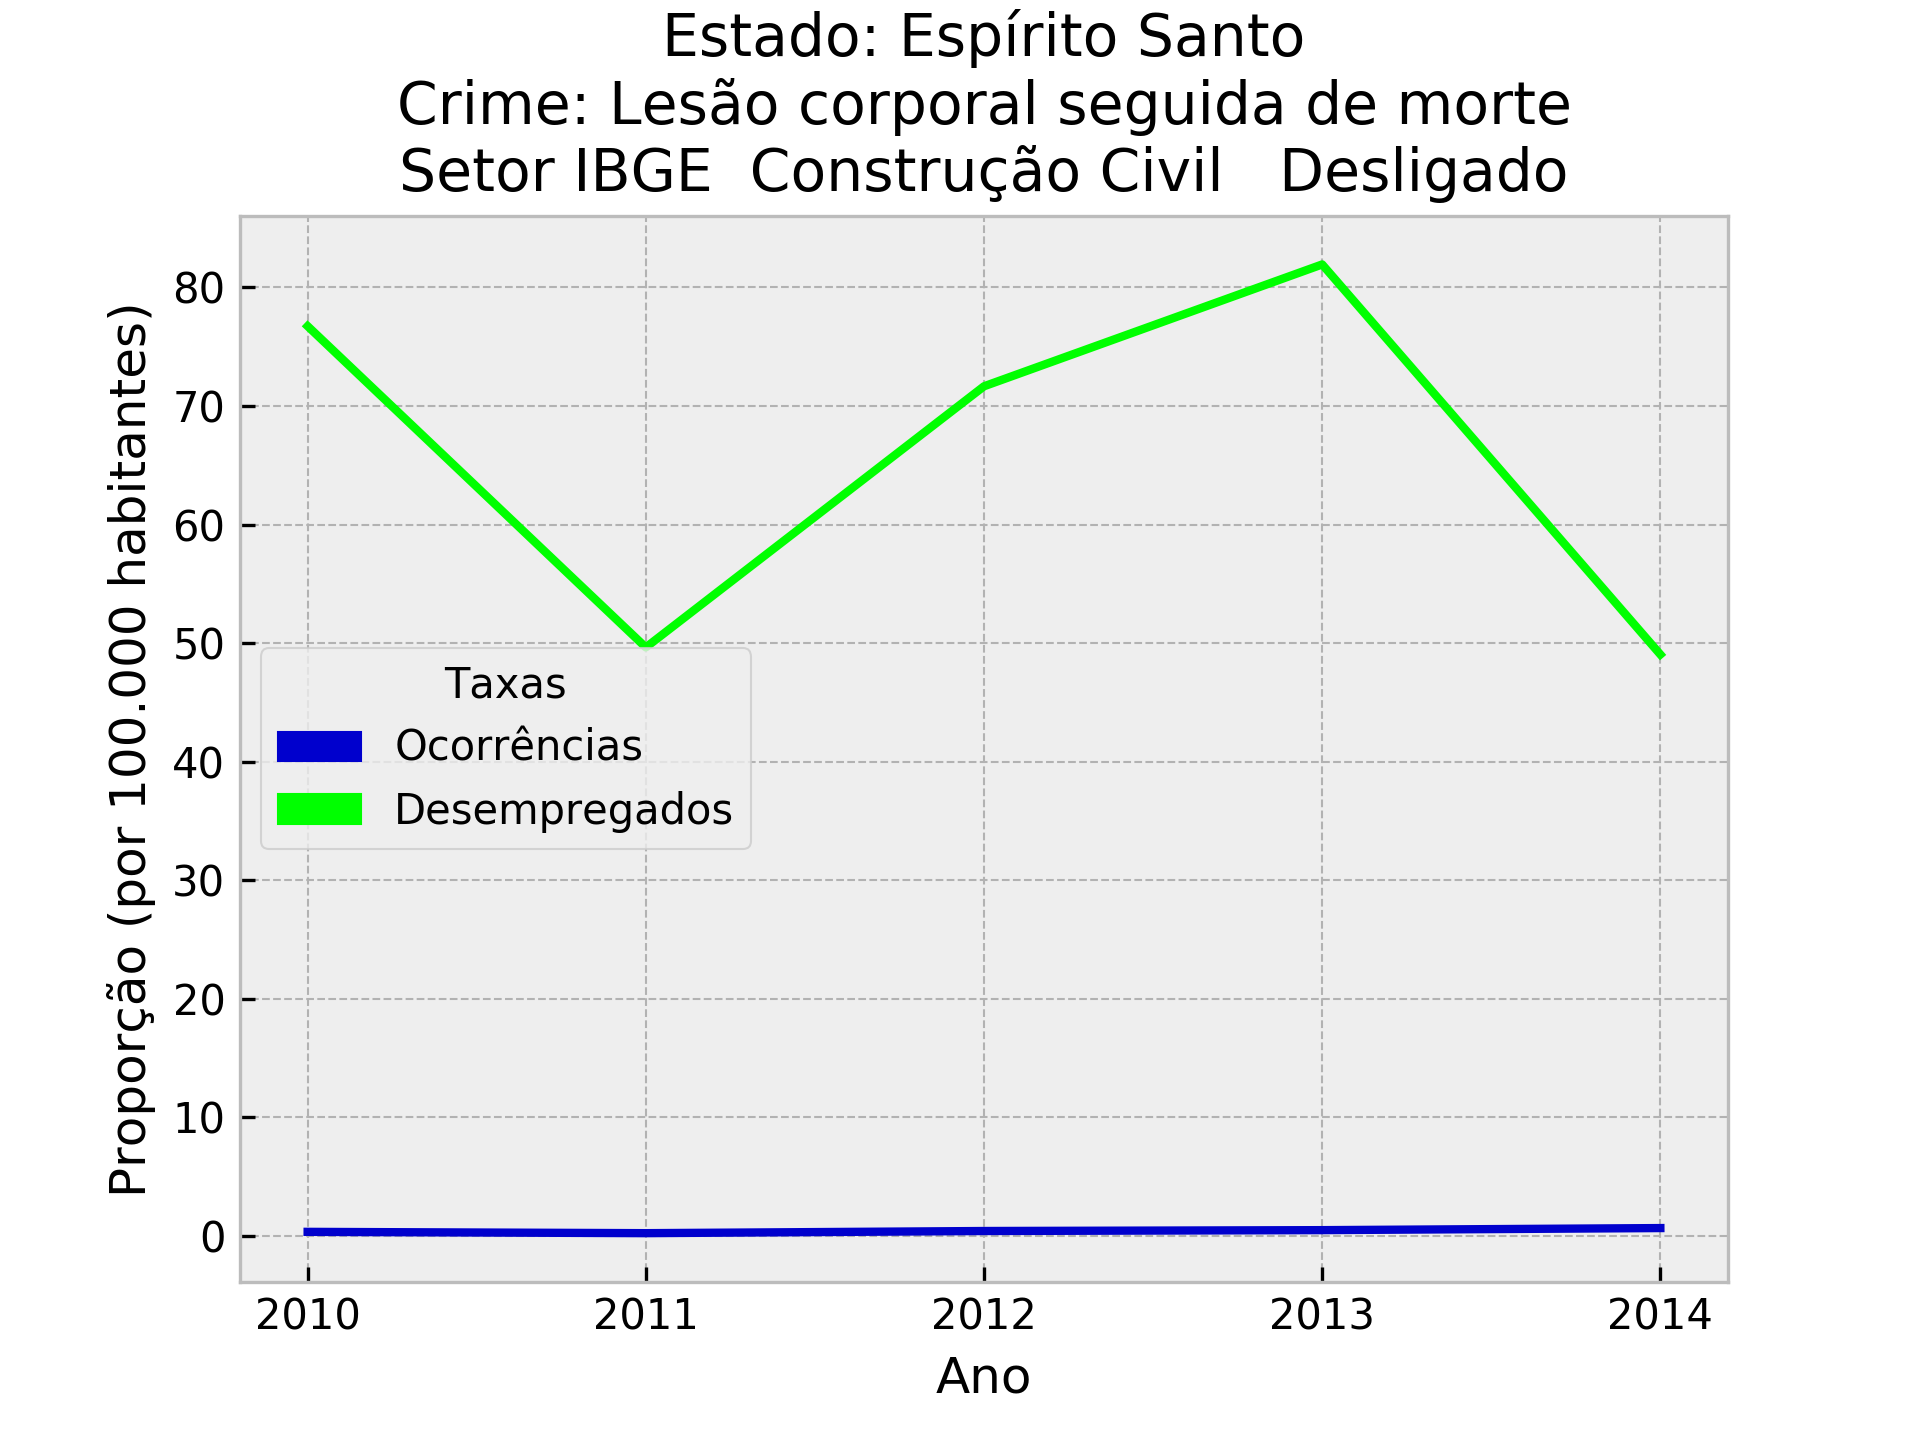 Estado: Espírito Santo
Crime: Lesão corporal seguida de morte
Setor IBGE  Construção Civil   Desligado
Proporção (por 100.000 habitantes)
80
70
60
50
40
30
20
10
0
Taxas
Ocorrências
Desempregados
2010 2011 2012 2013 2014
Ano